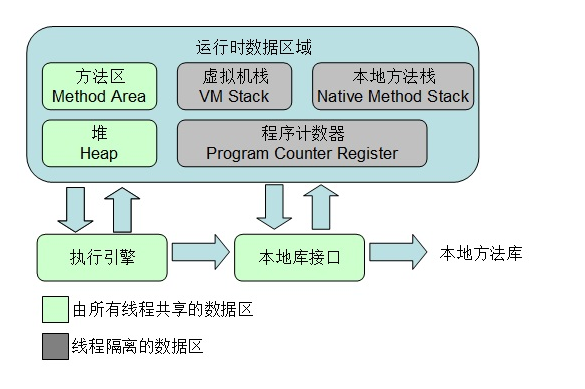 运行时数据区域
方法区
Method Area
虚拟机栈
VM Stack
本地方法栈
Native Method Stack
堆
Heap
程序计数器
Program Counter Register
执行引擎
本地库接口
本地方法库
由所有线程共享的数据区
线程隔离的数据区